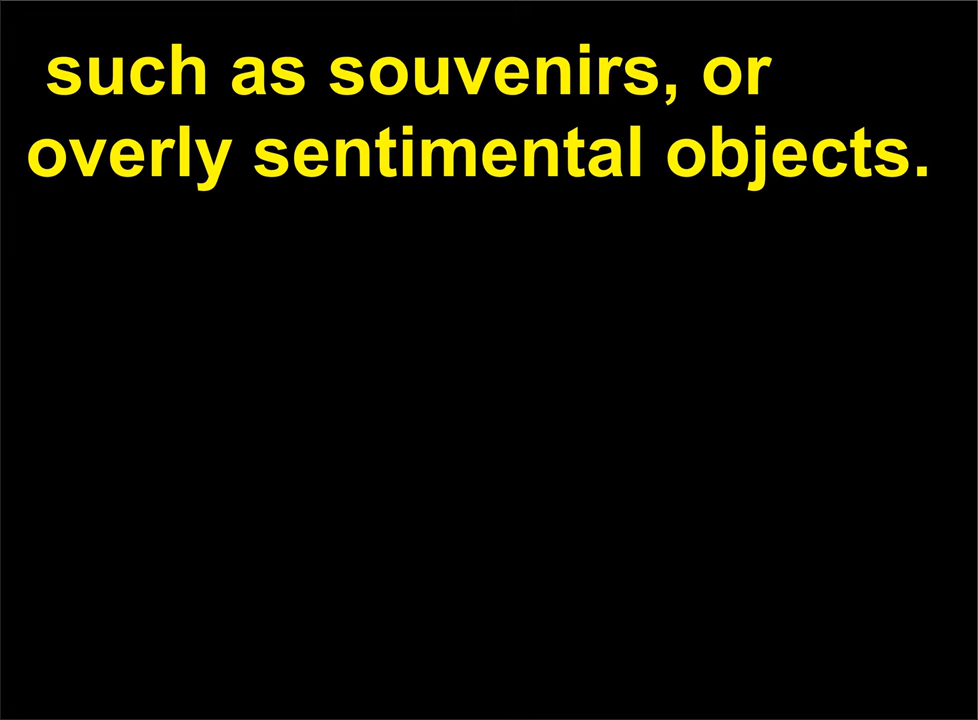 such as souvenirs, or
overly sentimental objects.